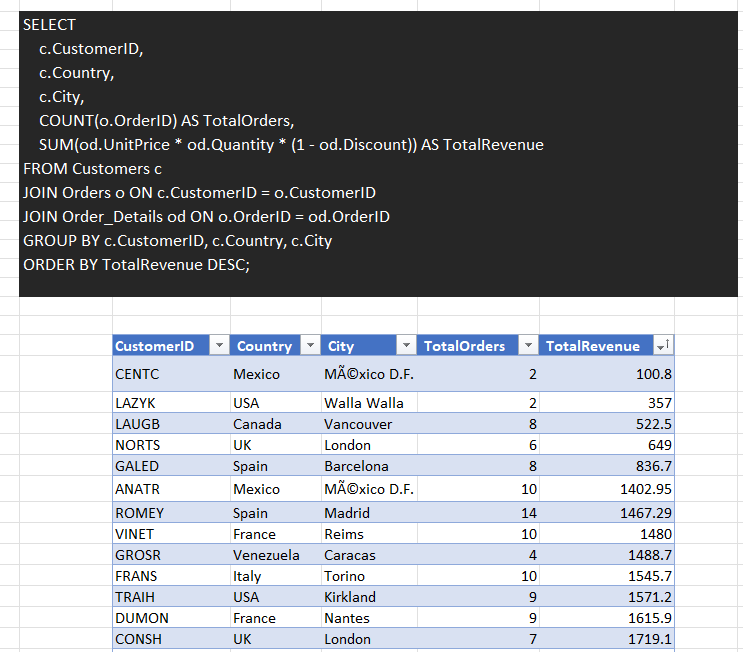 SELECT
c.CustomerID,
c.Country,
c.City,
COUNT(o.OrderID) AS TotalOrders,
SUM(od.UnitPrice * od.Quantity * (1 - od.Discount)) AS TotalRevenue
FROM Customers c
JOIN Orders o ON c.CustomerID = o.CustomerID
JOIN Order_Details od ON o.OrderID = od.OrderID
GROUP BY c.CustomerID, c.Country, c.City
ORDER BY TotalRevenue DESC;
CustomerID Country City TotalOrders TotalRevenue
CENTC Mexico MÃ©xico D.F. 2 100.8
LAZYK USA Walla Walla 2 357
LAUGB Canada Vancouver 8 522.5
NORTS UK London 6 649
GALED Spain Barcelona 8 836.7
ANATR Mexico MÃ©xico D.F. 10 1402.95
ROMEY Spain Madrid 14 1467.29
VINET France Reims 10 1480
GROSR Venezuela Caracas 4 1488.7
FRANS Italy Torino 10 1545.7
TRAIH USA Kirkland 9 1571.2
DUMON France Nantes 9 1615.9
CONSH UK London 7 1719.1